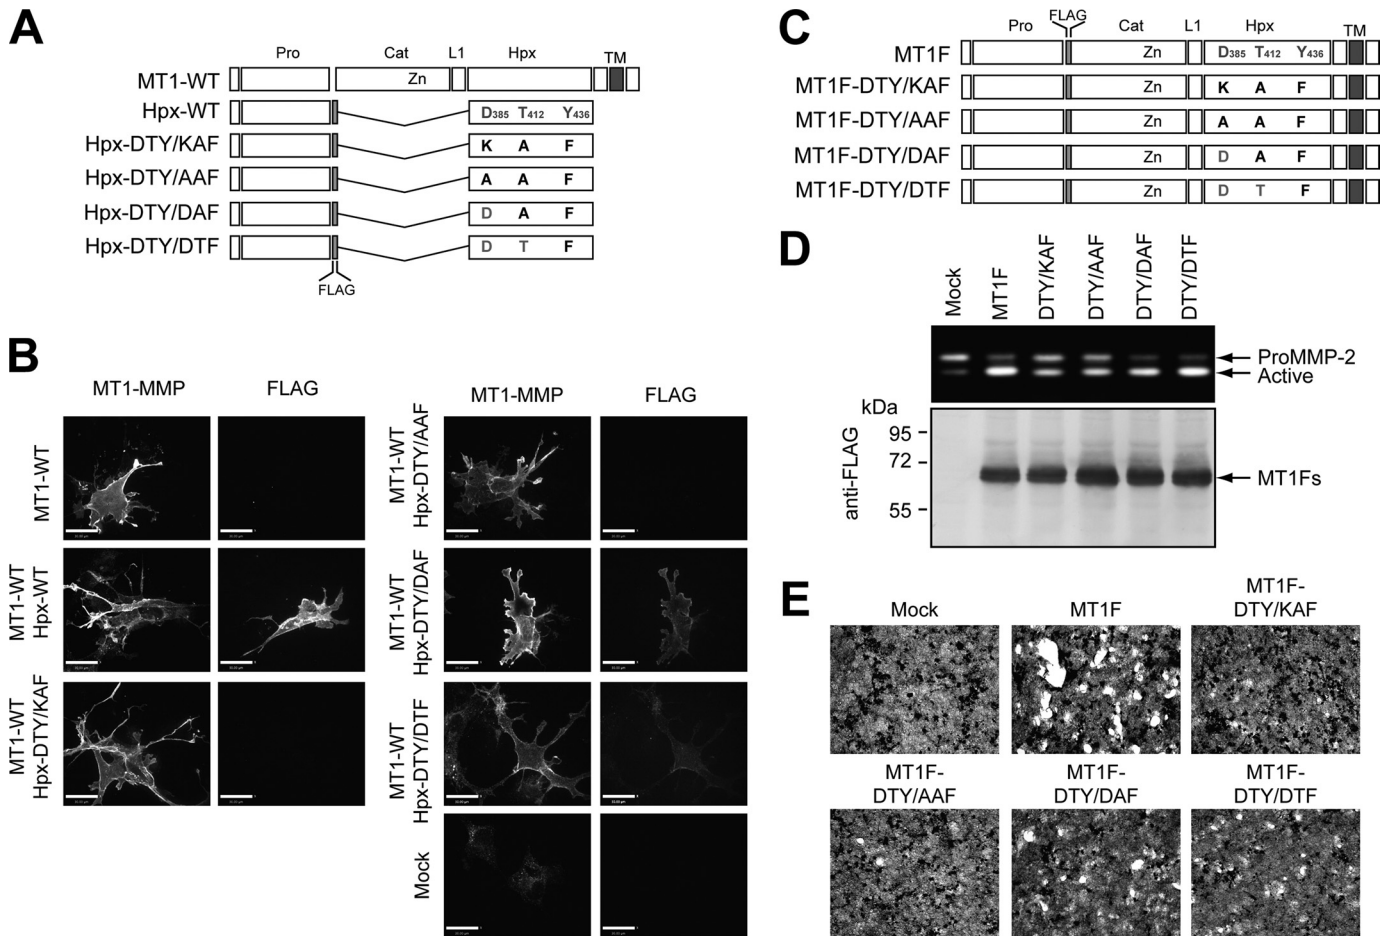 A
Pro Cat L1 Hpx TM
MT1-WT Zn
Hpx-WT D385 T412 Y436
Hpx-DTY/KAF K A F
Hpx-DTY/AAF A A F
Hpx-DTY/DAF D A F
Hpx-DTY/DTF D T F
FLAG
B
MT1-MMP FLAG
MT1-WT
MT1-WT
Hpx-WT
MT1-WT
Hpx-DTY/KAF
MT1-MMP FLAG
MT1-WT
Hpx-DTY/AAF
MT1-WT
Hpx-DTY/DAF
MT1-WT
Hpx-DTY/DTF
Mock
C
FLAG
Pro Cat L1 Hpx TM
MT1F Zn D385 T412 Y436
MT1F-DTY/KAF Zn K A F
MT1F-DTY/AAF Zn A A F
MT1F-DTY/DAF Zn D A F
MT1F-DTY/DTF Zn D T F
D
Mock
MT1F
DTY/KAF
DTY/AAF
DTY/DAF
DTY/DTF
ProMMP-2
Active
kDa
95
72
55
anti-FLAG
MT1Fs
E
Mock
MT1F
MT1F-
DTY/KAF
MT1F-
DTY/AAF
MT1F-
DTY/DAF
MT1F-
DTY/DTF